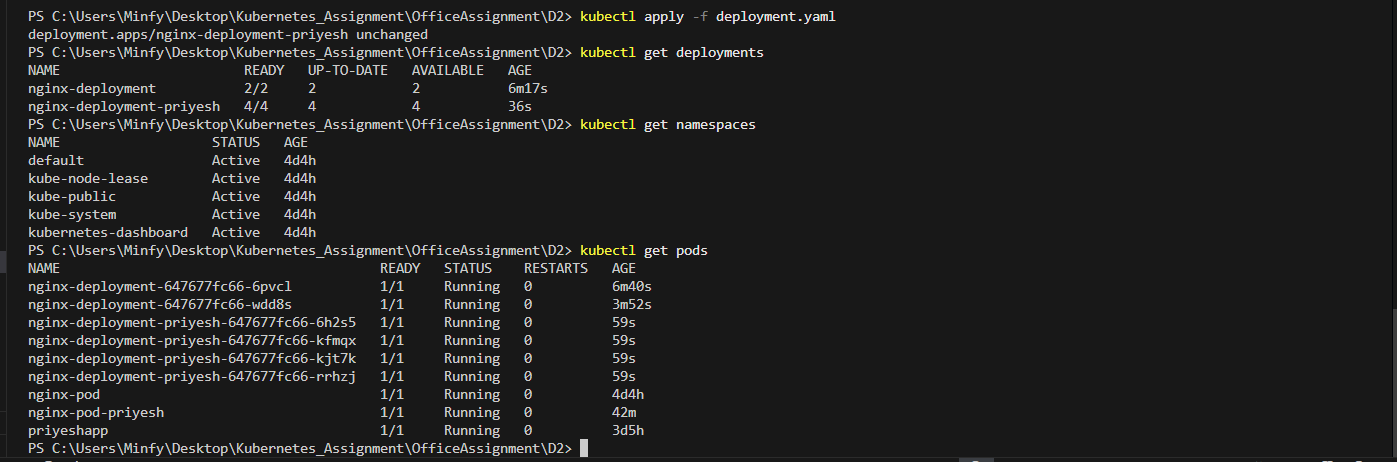 PS C:\Users\Minfy\Desktop\Kubernetes_Assignment\OfficeAssignment\D2> kubectl apply -f deployment.yaml
deployment.apps/nginx-deployment-priyesh unchanged
PS C:\Users\Minfy\Desktop\Kubernetes_Assignment\OfficeAssignment\D2> kubectl get deployments
NAME                       READY   UP-TO-DATE   AVAILABLE   AGE
nginx-deployment           2/2     2            2           6m17s
nginx-deployment-priyesh   4/4     4            4           36s
PS C:\Users\Minfy\Desktop\Kubernetes_Assignment\OfficeAssignment\D2> kubectl get namespaces
NAME                   STATUS   AGE
default                Active   4d4h
kube-node-lease        Active   4d4h
kube-public            Active   4d4h
kube-system            Active   4d4h
kubernetes-dashboard   Active   4d4h
PS C:\Users\Minfy\Desktop\Kubernetes_Assignment\OfficeAssignment\D2> kubectl get pods
NAME                                        READY   STATUS    RESTARTS   AGE
nginx-deployment-647677fc66-6pvcl           1/1     Running   0          6m40s
nginx-deployment-647677fc66-wdd8s           1/1     Running   0          3m52s
nginx-deployment-priyesh-647677fc66-6h2s5   1/1     Running   0          59s
nginx-deployment-priyesh-647677fc66-kfmqx   1/1     Running   0          59s
nginx-deployment-priyesh-647677fc66-kjt7k   1/1     Running   0          59s
nginx-deployment-priyesh-647677fc66-rrhzj   1/1     Running   0          59s
nginx-pod                                   1/1     Running   0          4d4h
nginx-pod-priyesh                           1/1     Running   0          42m
priyeshapp                                  1/1     Running   0          3d5h
PS C:\Users\Minfy\Desktop\Kubernetes_Assignment\OfficeAssignment\D2>